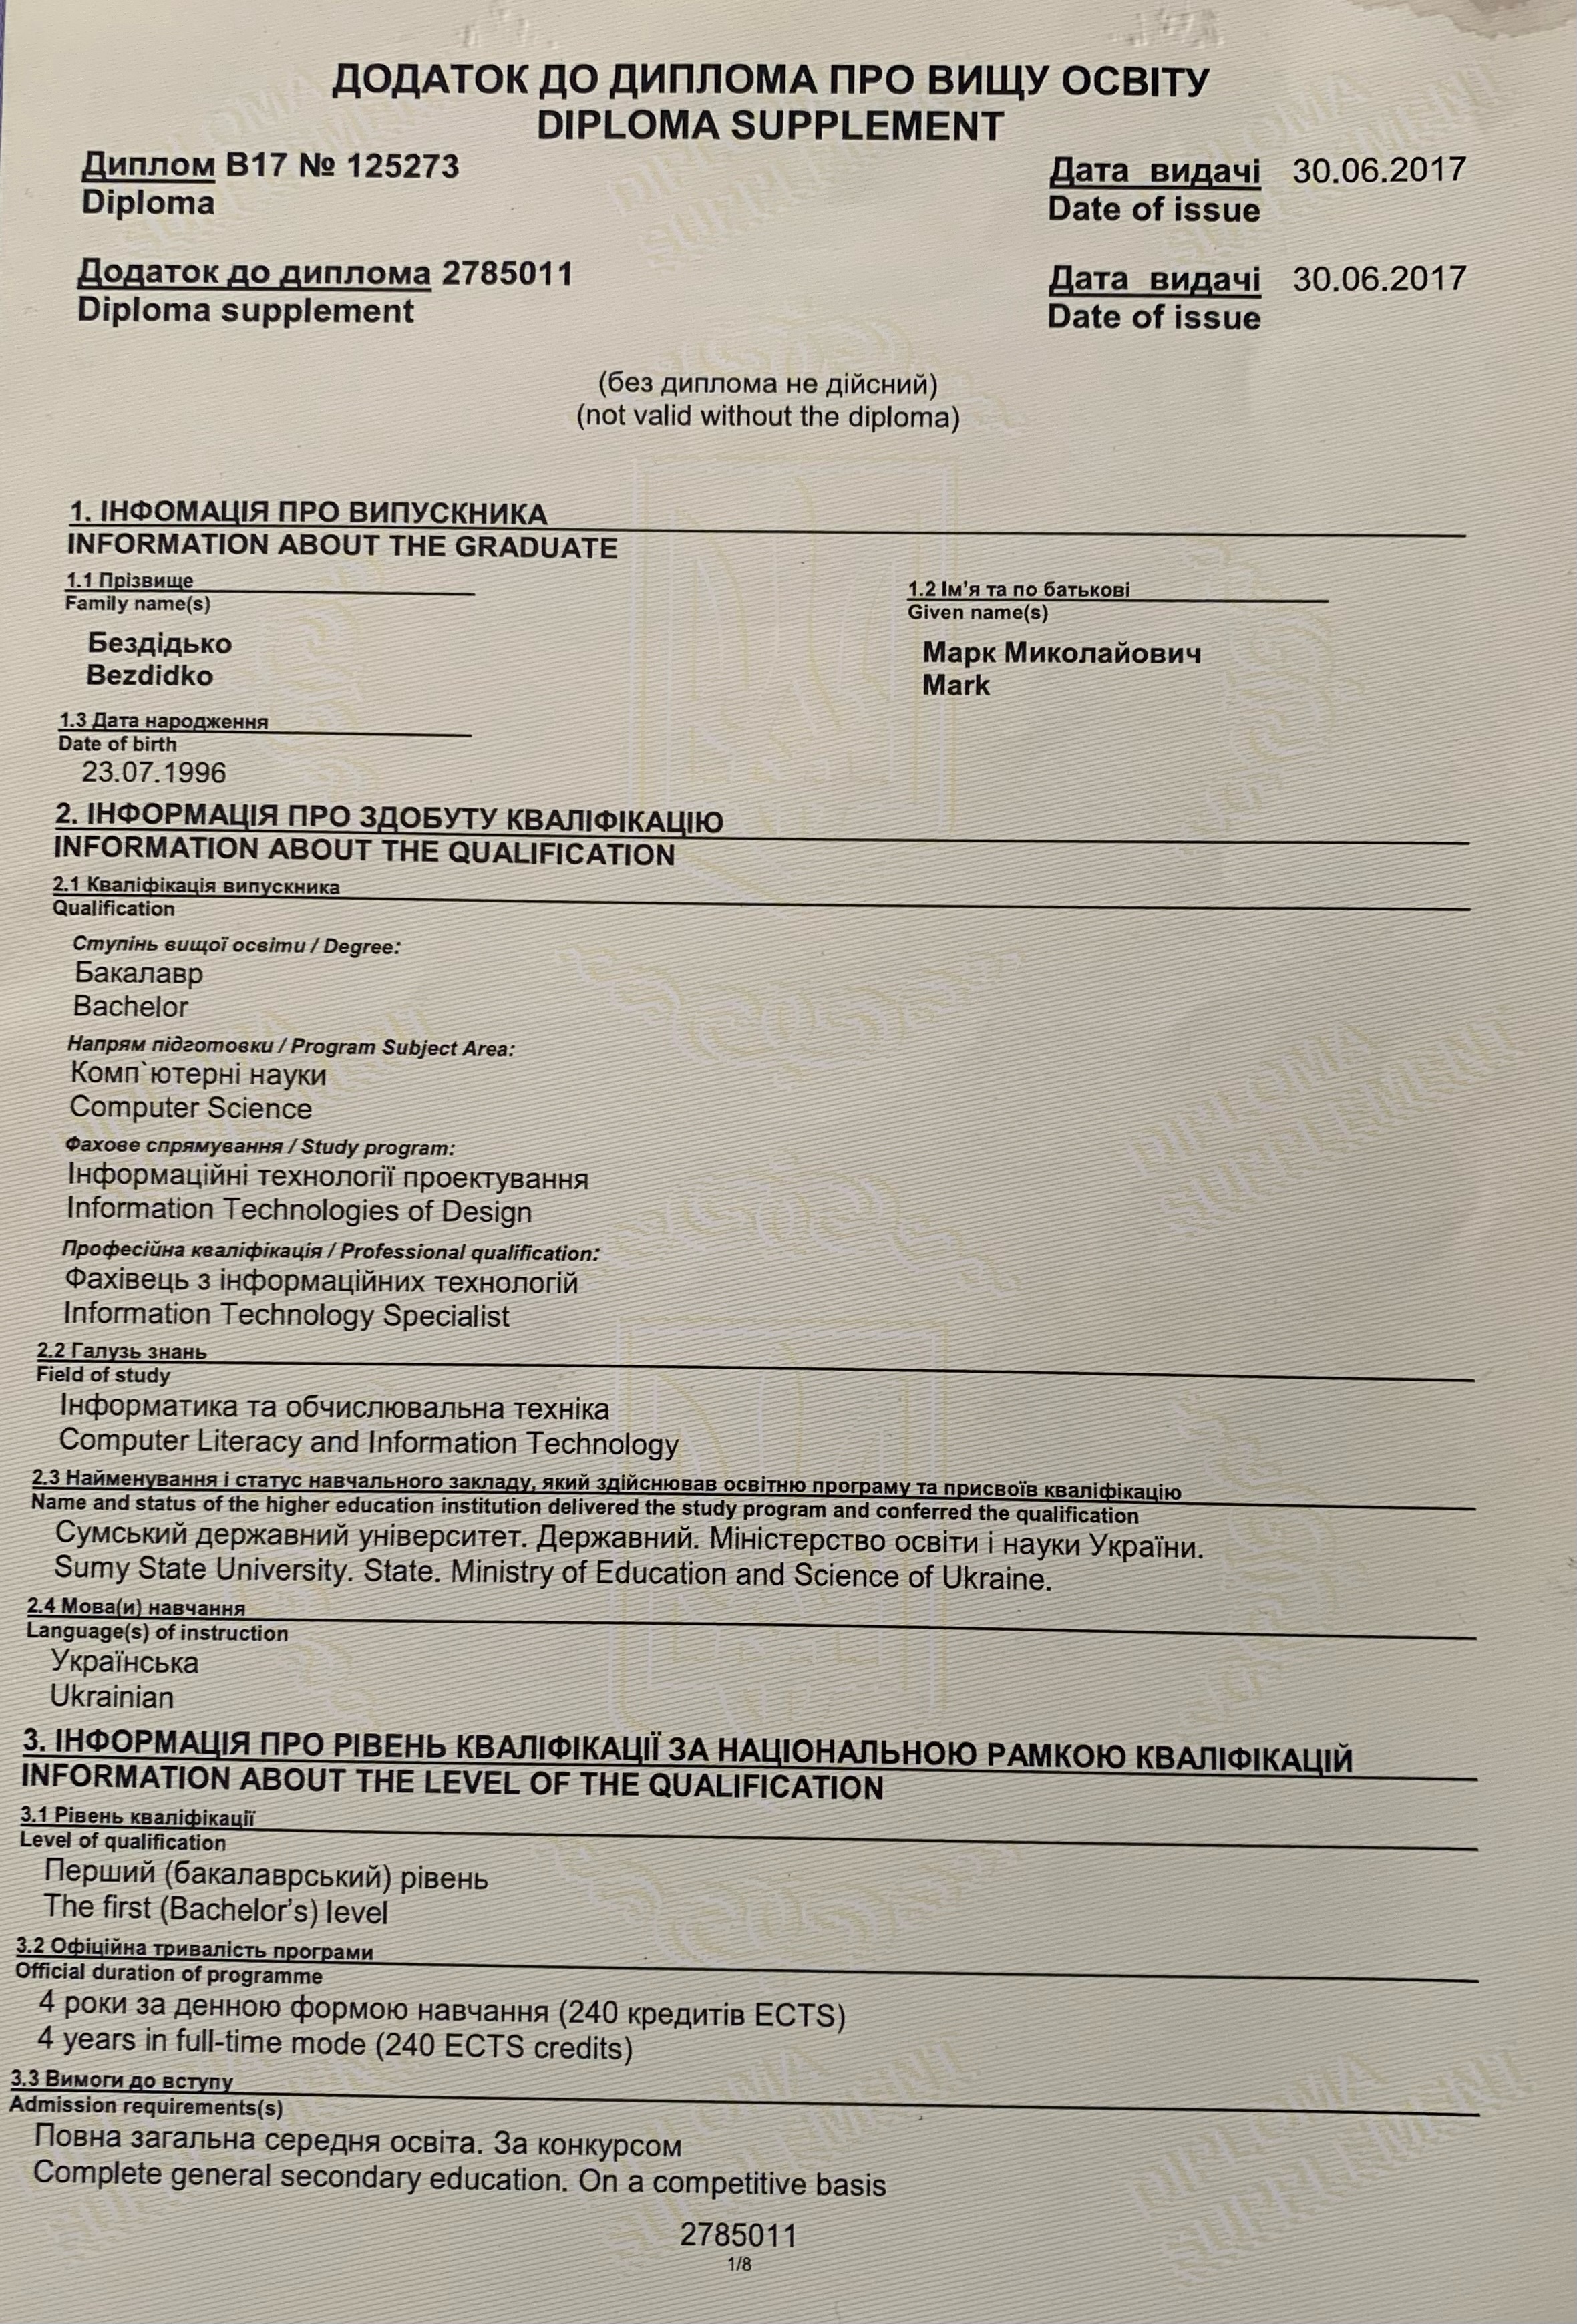 ДОДАТОК ДО ДИПЛОМА ПРО ВИЩУ ОСВІТУ
DIPLOMA SUPPLEMENT
Диплом В17 № 125273
Diploma
Дата видачі 30.06.2017
Date of issue
Додаток до диплома 2785011
Diploma supplement
Дата видачі 30.06.2017
Date of issue
(без диплома не дійсний)
(not valid without the diploma)
1. ІНФОМАЦІЯ ПРО ВИПУСКНИКА
INFORMATION ABOUT THE GRADUATE
1.1 Прізвище
Family name(s)
Бездідько
Bezdidko
1.2 Ім'я та по батькові
Given name(s)
Марк Миколайович
Mark
1.3 Дата народження
Date of birth
23.07.1996
2. ІНФОРМАЦІЯ ПРО ЗДОБУТУ КВАЛІФІКАЦІЮ
INFORMATION ABOUT THE QUALIFICATION
2.1 Кваліфікація випускника
Qualification
Ступінь вищої освіти / Degree:
Бакалавр
Bachelor
Напрям підготовки / Program Subject Area:
Комп`ютерні науки
Computer Science
Фахове спрямування / Study program:
Інформаційні технології проектування
Information Technologies of Design
Професійна кваліфікація / Professional qualification:
Фахівець з інформаційних технологій
Information Technology Specialist
2.2 Галузь знань
Field of study
Інформатика та обчислювальна техніка
Computer Literacy and Information Technology
2.3 Найменування і статус навчального закладу, який здійснював освітню програму та присвоїв кваліфікацію
Name and status of the higher education institution delivered the study program and conferred the qualification
Сумський державний університет. Державний. Міністерство освіти і науки України.
Sumy State University. State. Ministry of Education and Science of Ukraine.
2.4 Мова(и) навчання
Language(s) of instruction
Українська
Ukrainian
3. ІНФОРМАЦІЯ ПРО РІВЕНЬ КВАЛІФІКАЦІЇ ЗА НАЦІОНАЛЬНОЮ РАМКОЮ КВАЛІФІКАЦІЙ
INFORMATION ABOUT THE LEVEL OF THE QUALIFICATION
3.1 Рівень кваліфікації
Level of qualification
Перший (бакалаврський) рівень
The first (Bachelor's) level
3.2 Офіційна тривалість програми
Official duration of programme
4 роки за денною формою навчання (240 кредитів ECTS)
4 years in full-time mode (240 ECTS credits)
3.3 Вимоги до вступу
Admission requirements(s)
Повна загальна середня освіта. За конкурсом
Complete general secondary education. On a competitive basis
2785011
1/8